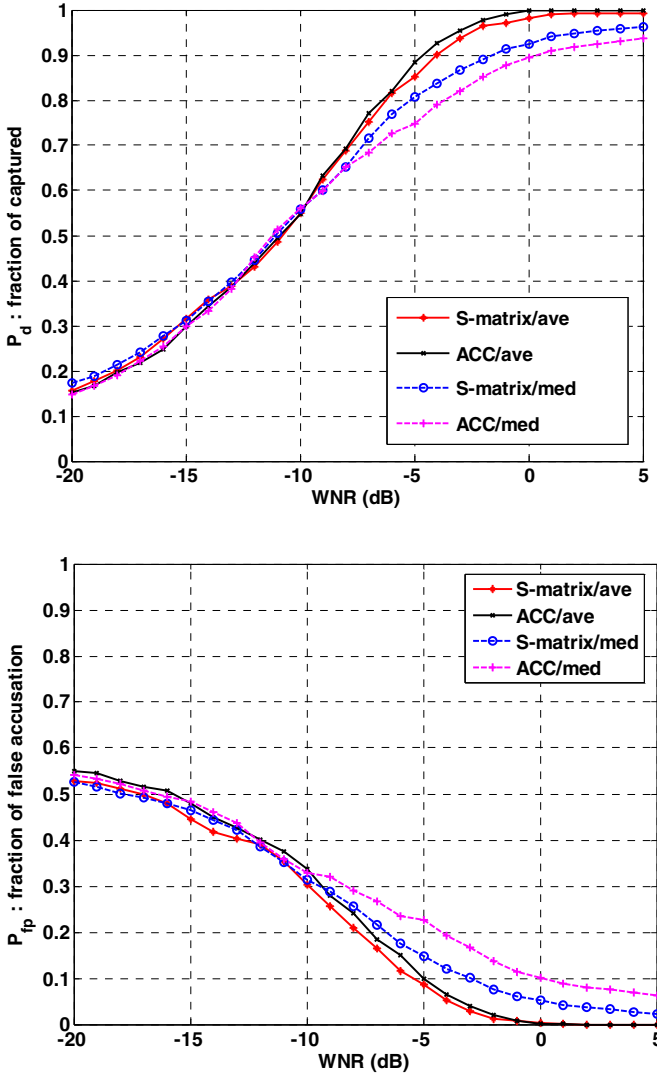 1
0.9
0.8
0.7
0.6
0.5
0.4
0.3
0.2
0.1
0
P_d : fraction of captured
S-matrix/ave
ACC/ave
S-matrix/med
ACC/med
-20 -15 -10 -5 0 5
WNR (dB)
1
0.9
0.8
0.7
0.6
0.5
0.4
0.3
0.2
0.1
0
P_fp : fraction of false accusation
S-matrix/ave
ACC/ave
S-matrix/med
ACC/med
-20 -15 -10 -5 0 5
WNR (dB)